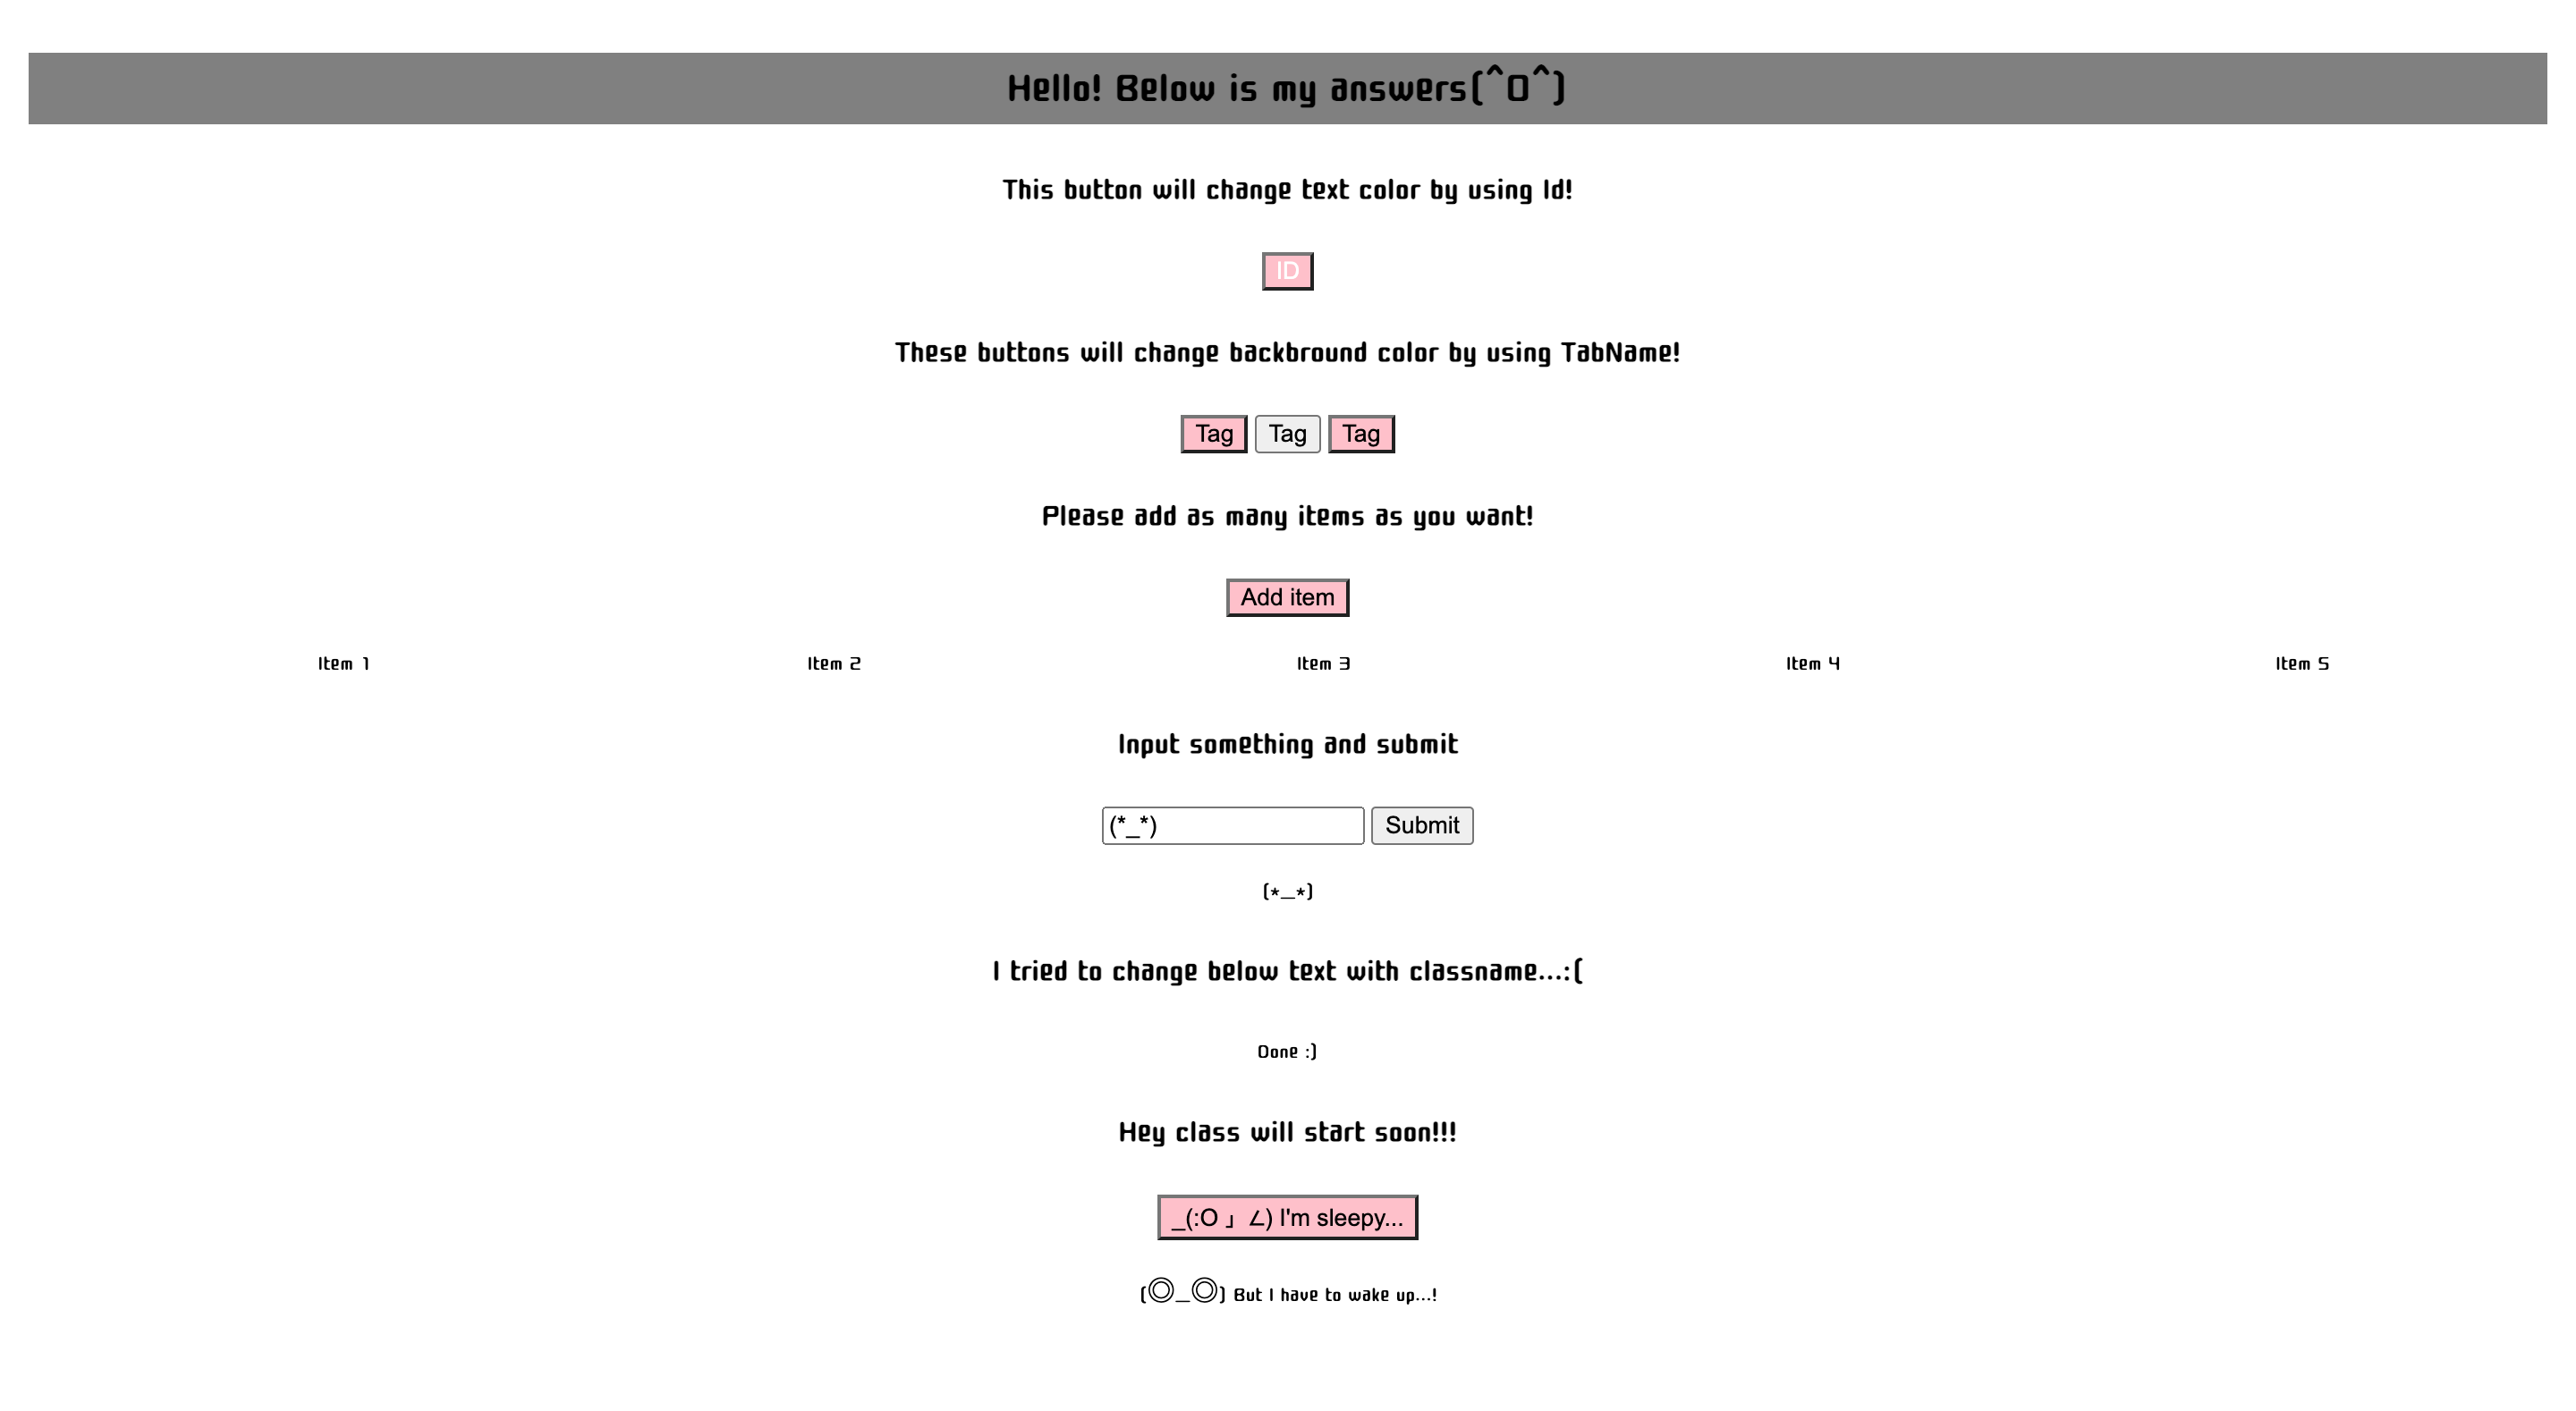 Hello! Below is my answers(^O^)
This button will change text color by using Id!
ID
These buttons will change backbround color by using TabName!
Tag Tag Tag
Please add as many items as you want!
Add item
Item 1 Item 2 Item 3 Item 4 Item 5
Input something and submit
(*_*) Submit
(*_*)
I tried to change below text with classname...:(
Done :)
Hey class will start soon!!!
_(:O 」∠) I'm sleepy...
(◎_◎) But I have to wake up...!